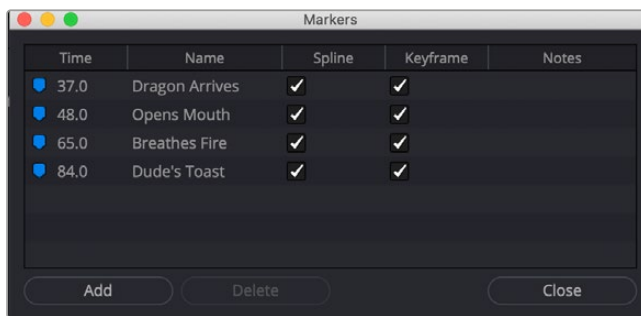 Markers
Time Name Spline Keyframe Notes
37.0 Dragon Arrives
48.0 Opens Mouth
65.0 Breathes Fire
84.0 Dude's Toast
Add Delete Close